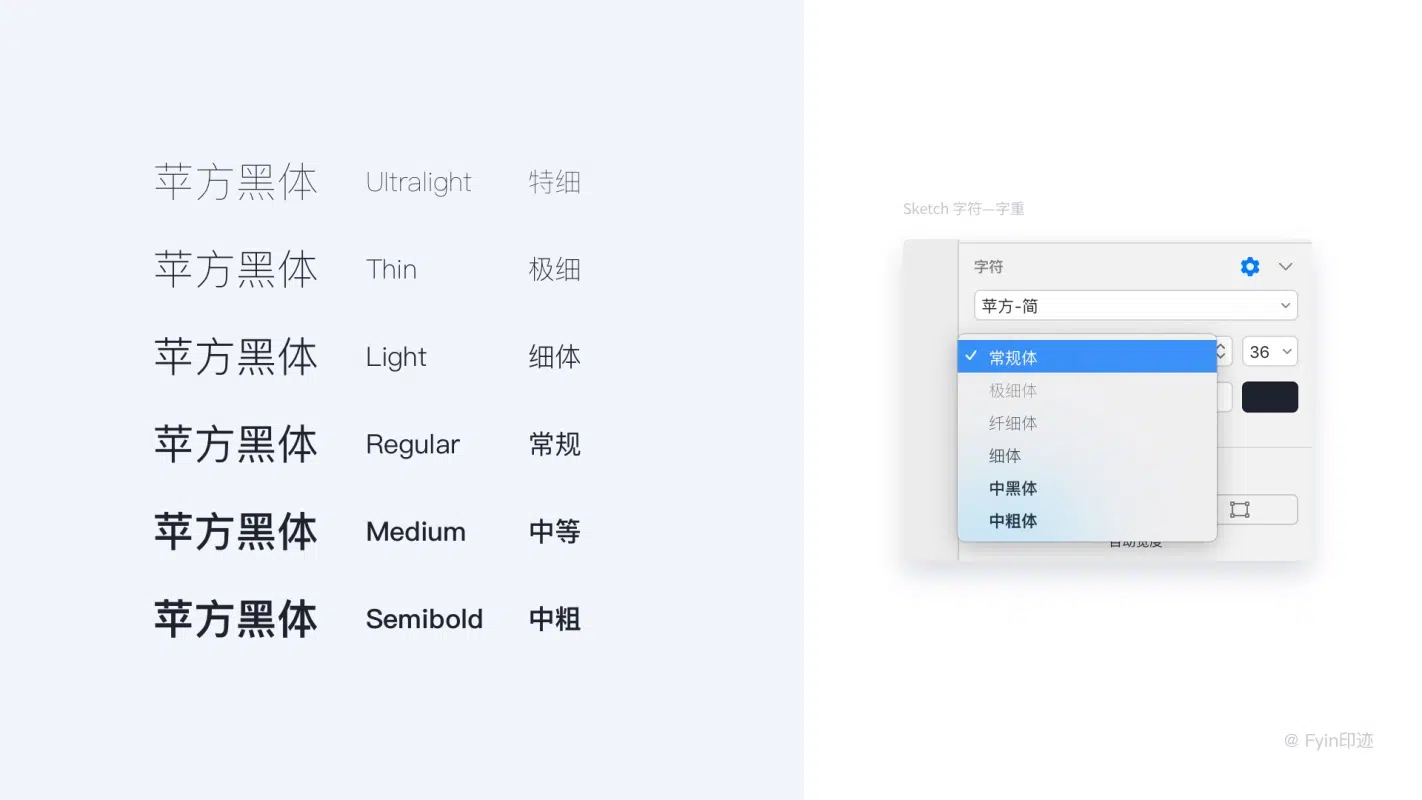 苹方黑体 Ultralight 特细
苹方黑体 Thin 极细
苹方黑体 Light 细体
苹方黑体 Regular 常规
苹方黑体 Medium 中等
苹方黑体 Semibold 中粗
Sketch 字符—字重
字符
苹方-简
常规体
36
极细体
纤细体
细体
中黑体
中粗体
自动宽度
@ Fyin印迹